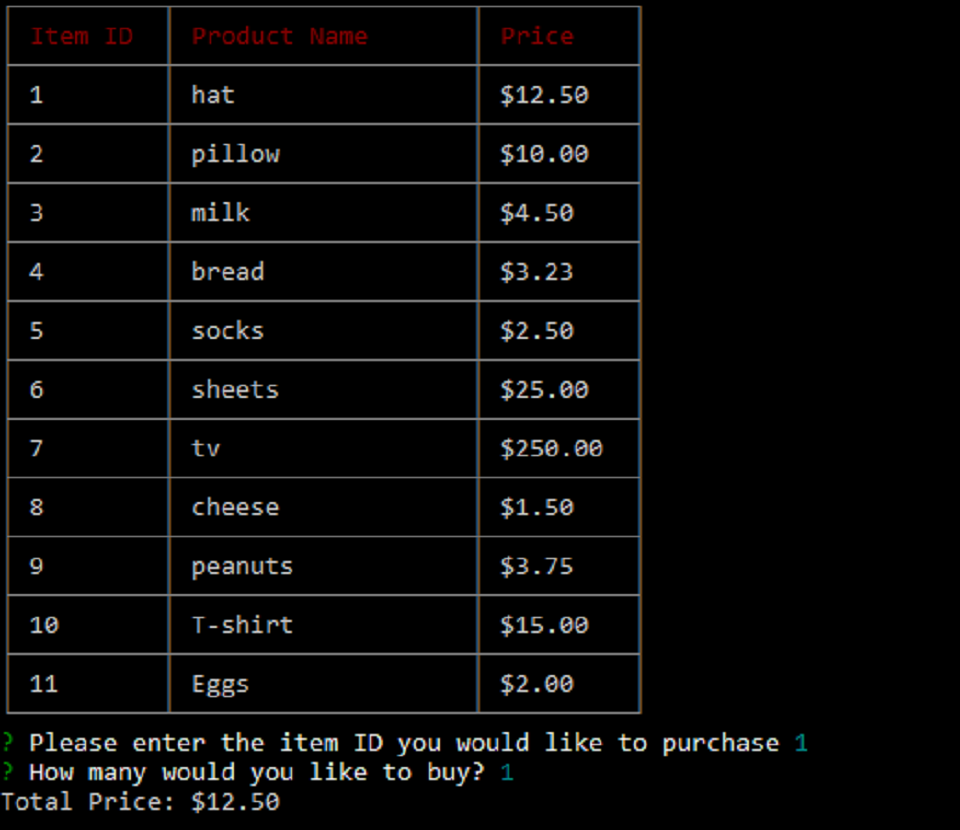 Item ID Product Name Price
1 hat $12.50
2 pillow $10.00
3 milk $4.50
4 bread $3.23
5 socks $2.50
6 sheets $25.00
7 tv $250.00
8 cheese $1.50
9 peanuts $3.75
10 T-shirt $15.00
11 Eggs $2.00
? Please enter the item ID you would like to purchase 1
? How many would you like to buy? 1
Total Price: $12.50